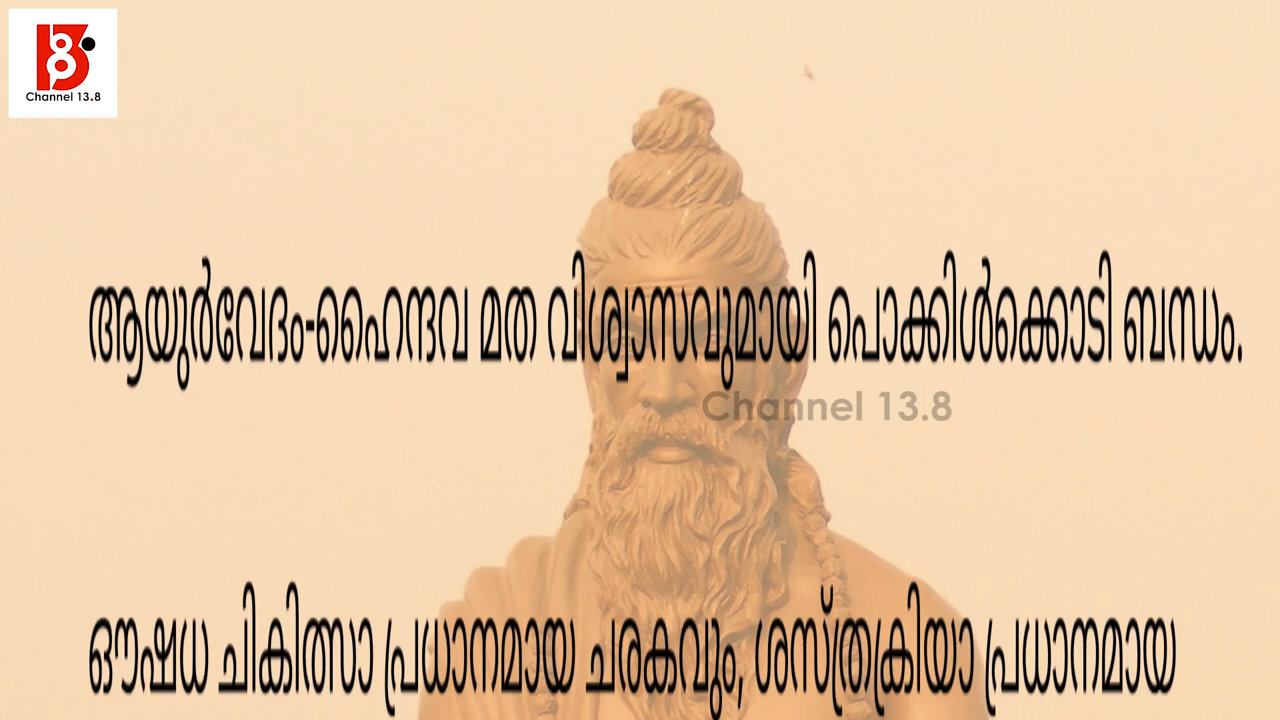 Channel 13.8
ആയുർവേദം-ഹൈന്ദവ മത വിശ്വാസവുമായി പൊക്കിൾക്കൊടി ബന്ധം.
Channel 13.8
ഔഷധ ചികിത്സാ പ്രധാനമായ ചരകവും, ശസ്ത്രക്രിയാ പ്രധാനമായ